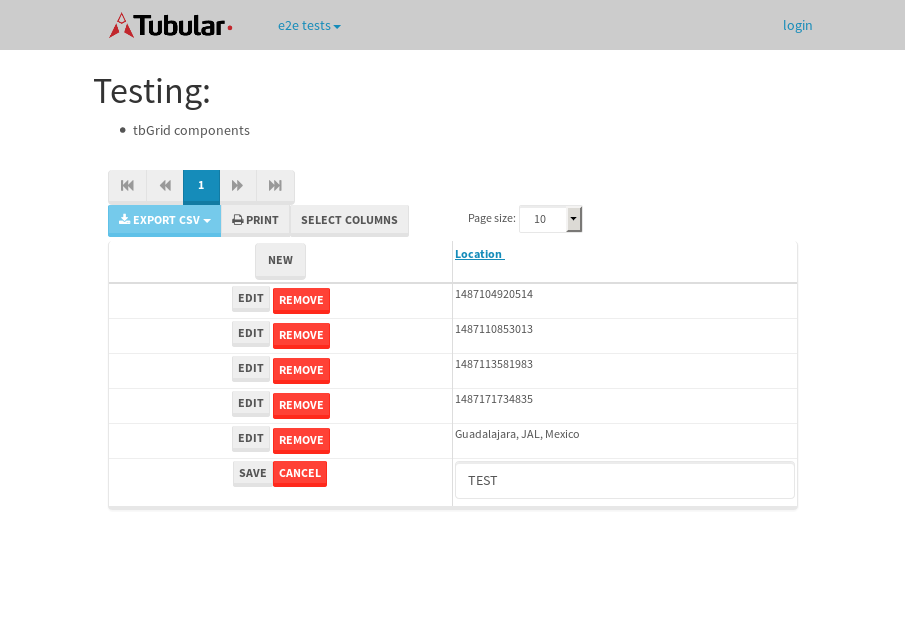 Tubular
e2e tests
login
Testing:
tbGrid components
1
EXPORT CSV PRINT SELECT COLUMNS Page size: 10
NEW Location
EDIT REMOVE 1487104920514
EDIT REMOVE 1487110853013
EDIT REMOVE 1487113581983
EDIT REMOVE 1487171734835
EDIT REMOVE Guadalajara, JAL, Mexico
SAVE CANCEL TEST